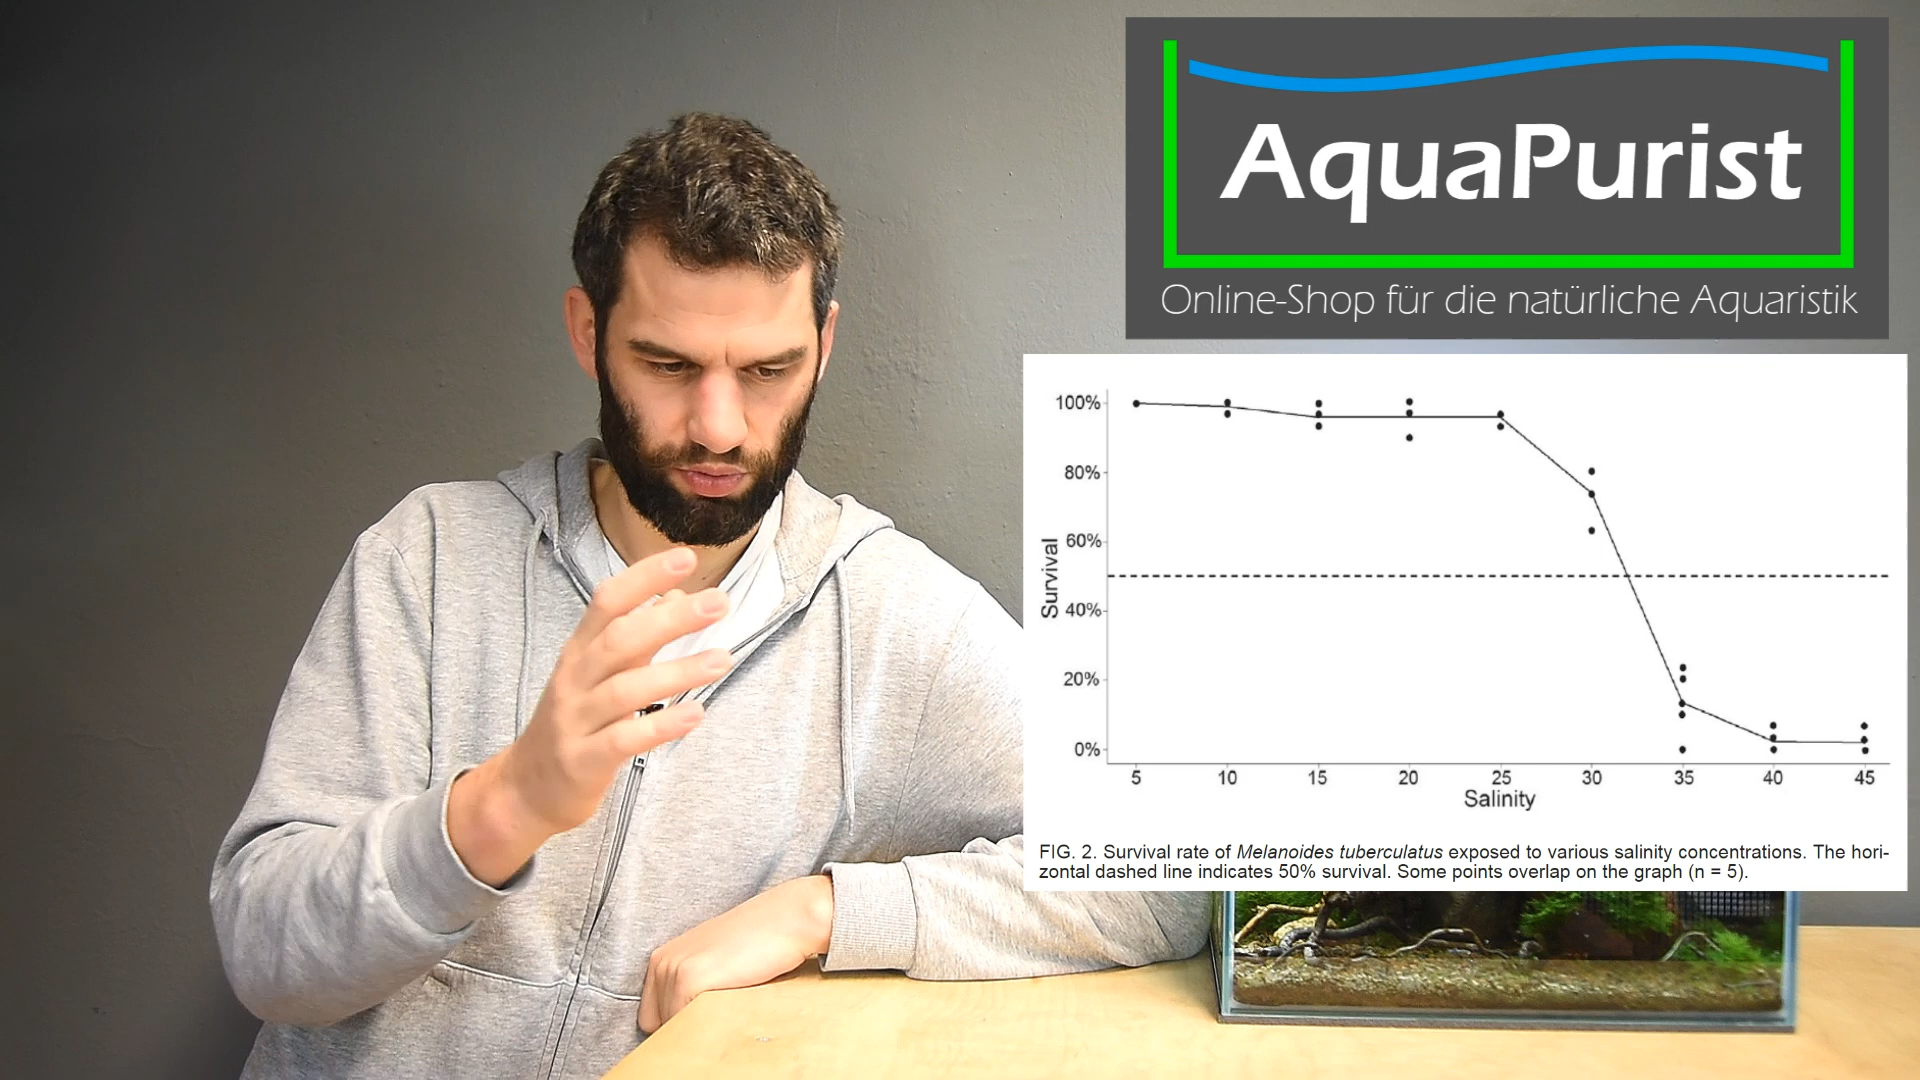 AquaPurist
Online-Shop für die natürliche Aquaristik
100%
80%
60%
40%
20%
0%
Survival
5 10 15 20 25 30 35 40 45
Salinity
FIG. 2. Survival rate of Melanoides tuberculatus exposed to various salinity concentrations. The hori-
zontal dashed line indicates 50% survival. Some points overlap on the graph (n = 5).